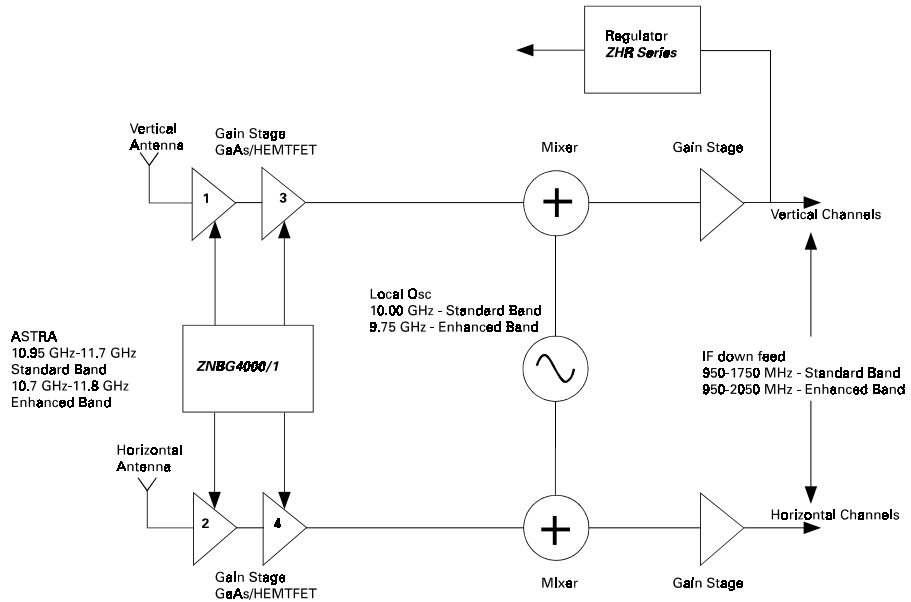 Regulator
ZHR Series
Vertical
Antenna
Gain Stage
GaAs/HEMTFET
Mixer
Gain Stage
1
3
+
Vertical Channels
Local Osc
10.00 GHz - Standard Band
9.75 GHz - Enhanced Band
ASTRA
10.95 GHz-11.7 GHz
Standard Band
10.7 GHz-11.8 GHz
Enhanced Band
ZNBG4000/1
IF down feed
950-1750 MHz - Standard Band
950-2050 MHz - Enhanced Band
Horizontal
Antenna
2
4
+
Horizontal Channels
Gain Stage
GaAs/HEMTFET
Mixer
Gain Stage